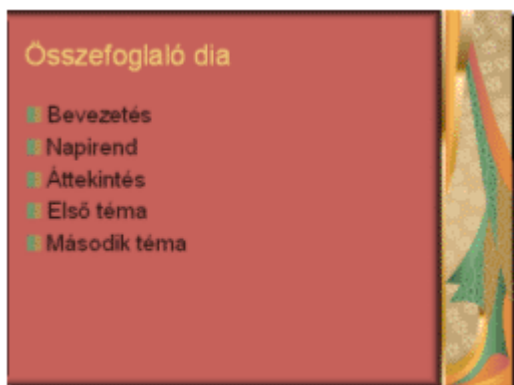 Összefoglaló dia
Bevezetés
Napirend
Áttekintés
Első téma
Második téma